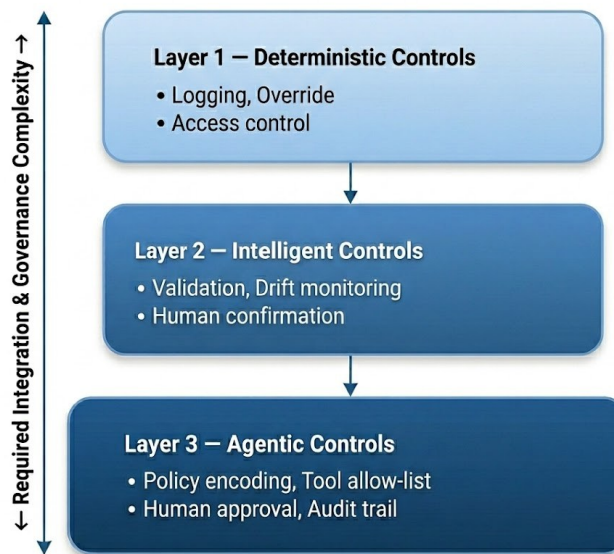 ← Required Integration & Governance Complexity →
Layer 1 — Deterministic Controls
• Logging, Override
• Access control
Layer 2 — Intelligent Controls
• Validation, Drift monitoring
• Human confirmation
Layer 3 — Agentic Controls
• Policy encoding, Tool allow-list
• Human approval, Audit trail